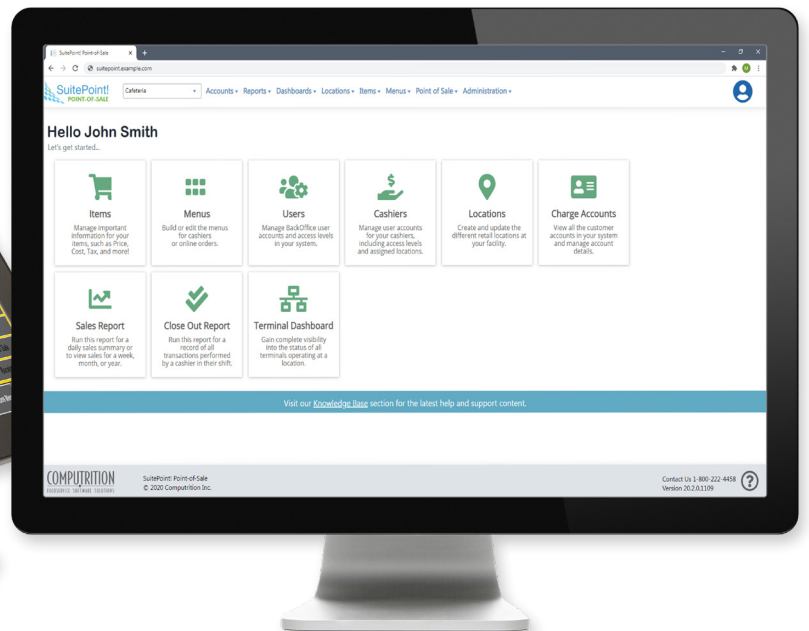 SuitePoint! Point-of-Sale
suitepoint.example.com
SuitePoint!
POINT-OF-SALE
Cafeteria
Accounts Reports Dashboards Locations Items Menus Point of Sale Administration
Hello John Smith
Let's get started...
Items
Manage important
information for your
items, such as Price,
Cost, Tax, and more!
Menus
Build or edit the menus
for cashiers
or online orders.
Users
Manage BackOffice user
accounts and access levels
in your system.
Cashiers
Manage user accounts
for your cashiers,
including access levels
and assigned locations.
Locations
Create and update the
different retail locations at
your facility.
Charge Accounts
View all the customer
accounts in your system
and manage account
details.
Sales Report
Run this report for a
daily sales summary or
to view sales for a week,
month, or year.
Close Out Report
Run this report for a
record of all
transactions performed
by a cashier in their shift.
Terminal Dashboard
Gain complete visibility
into the status of all
terminals operating at a
location.
Visit our Knowledge Base section for the latest help and support content.
COMPUTRITION
FOODSERVICE SOFTWARE SOLUTIONS
SuitePoint! Point-of-Sale
© 2020 Computrition Inc.
Contact Us 1-800-222-4458
Version 20.2.0.1109